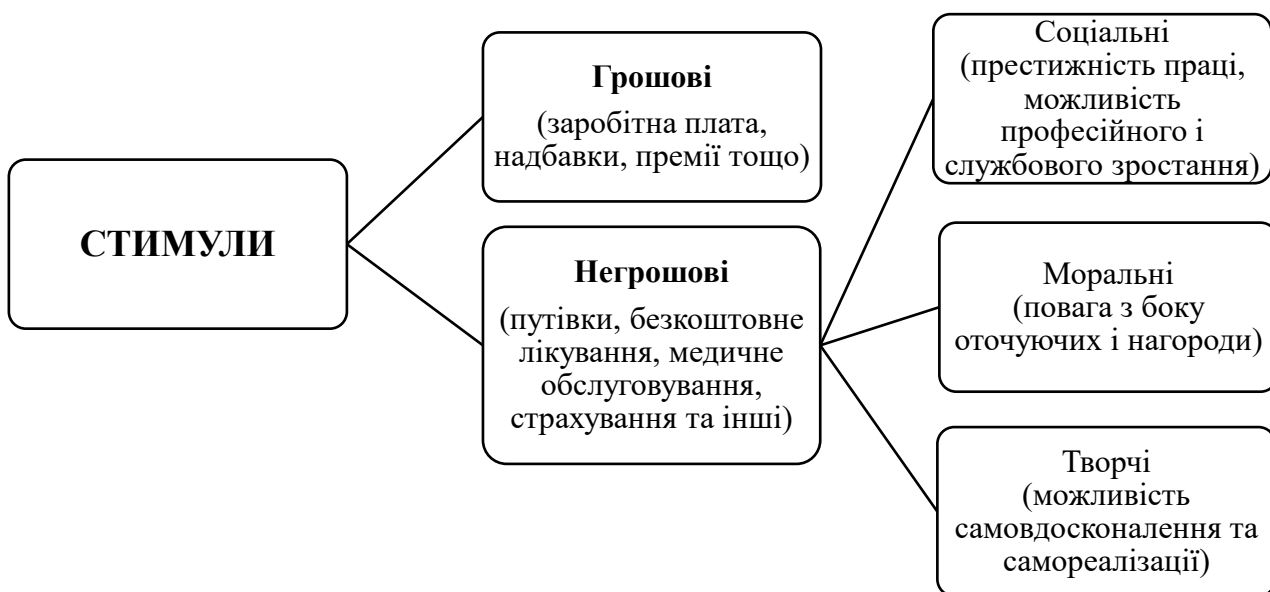 СТИМУЛИ
Грошові
(заробітна плата,
надбавки, премії тощо)
Негрошові
(путівки, безкоштовне
лікування, медичне
обслуговування,
страхування та інші)
Соціальні
(престижність праці,
можливість
професійного і
службового зростання)
Моральні
(повага з боку
оточуючих і нагороди)
Творчі
(можливість
самовдосконалення та
самореалізації)